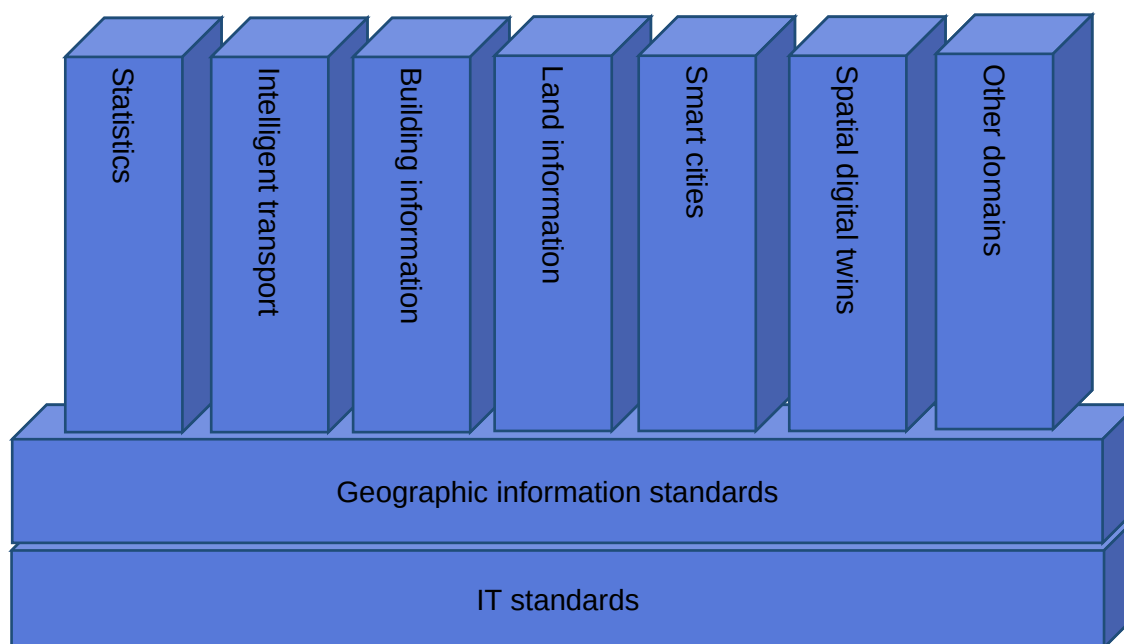 Statistics
Intelligent transport
Building information
Land information
Smart cities
Spatial digital twins
Other domains
Geographic information standards
IT standards